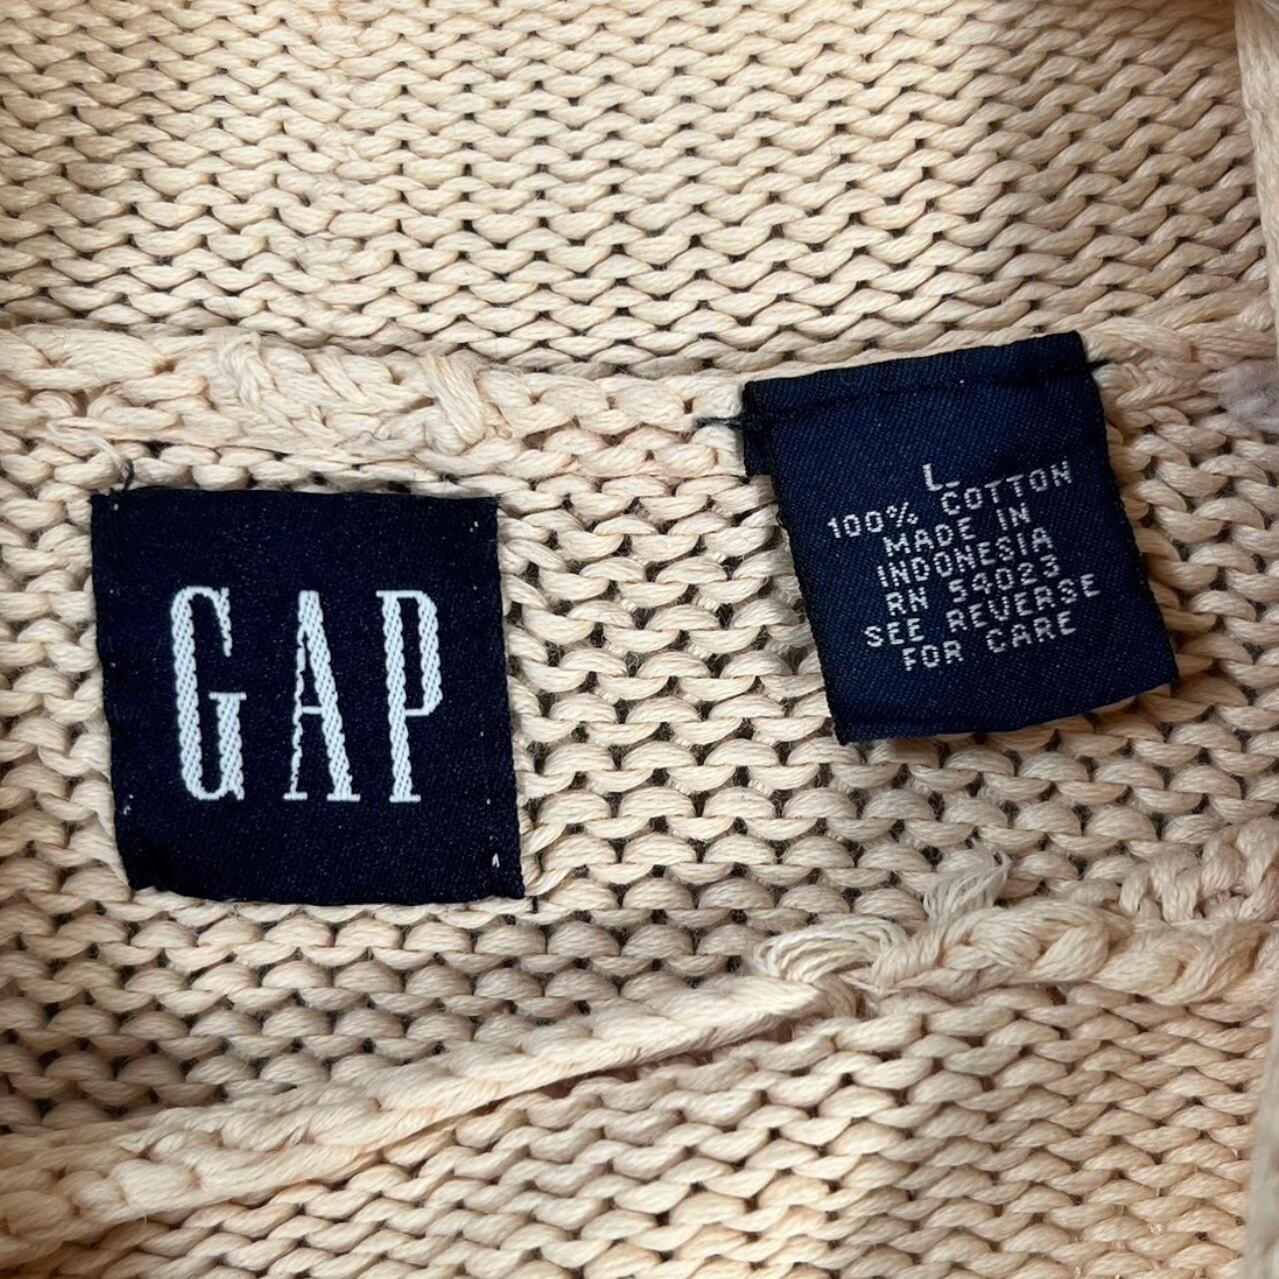 GAP
L
100% COTTON
MADE IN
INDONESIA
RN 54023
SEE REVERSE
FOR CARE